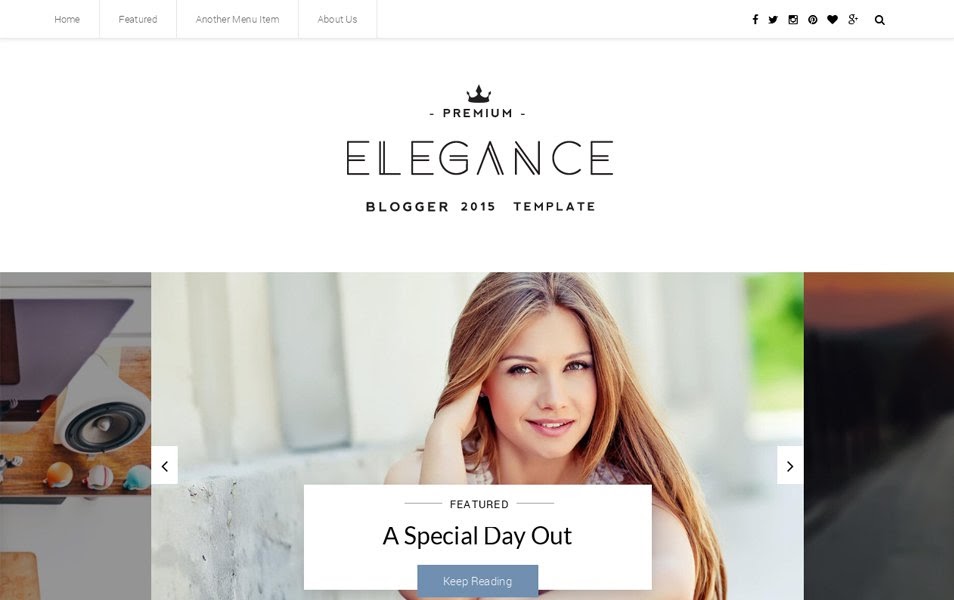 Home Featured Another Menu Item About Us
- PREMIUM -
ELEGANCE
BLOGGER 2015 TEMPLATE
FEATURED
A Special Day Out
Keep Reading